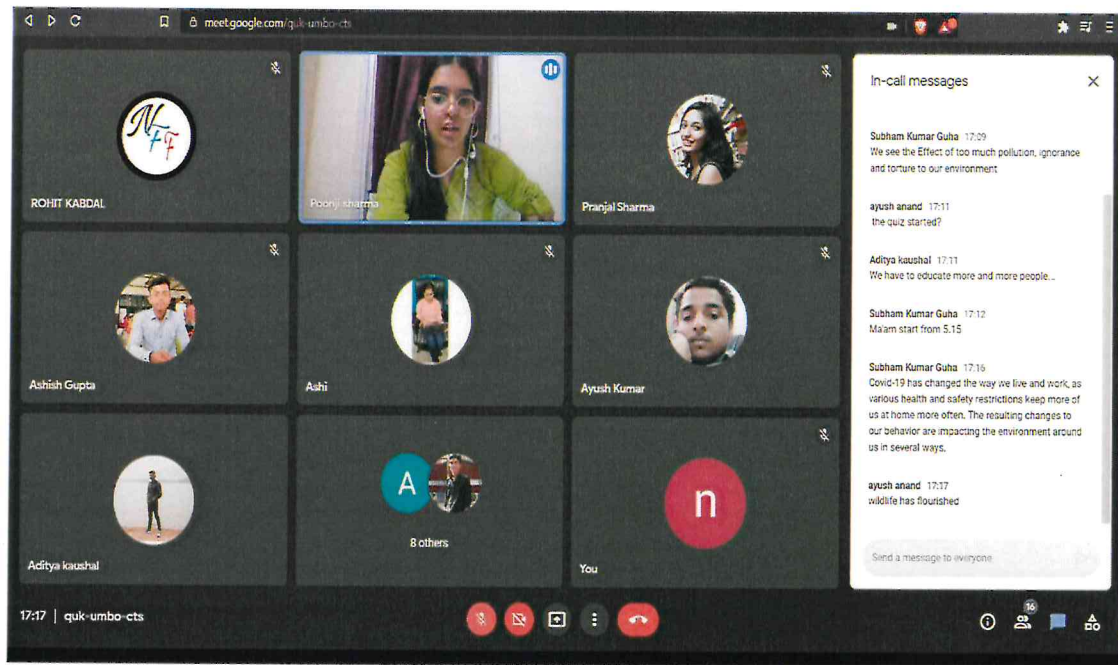 meet.google.com/quk-umbo-cts
NFF
ROHIT KABDAL
Poonji sharma
Pranjal Sharma
Ashish Gupta
Ashi
Ayush Kumar
Aditya kaushal
A
8 others
n
You
In-call messages
Subham Kumar Guha 17:09
We see the Effect of too much pollution, ignorance
and torture to our environment
ayush anand 17:11
the quiz started?
Aditya kaushal 17:11
We have to educate more and more people...
Subham Kumar Guha 17:12
Ma'am start from 5.15
Subham Kumar Guha 17:16
Covid-19 has changed the way we live and work, as
various health and safety restrictions keep more of
us at home more often. The resulting changes to
our behavior are impacting the environment around
us in several ways.
ayush anand 17:17
wildlife has flourished
Send a message to everyone
17:17 | quk-umbo-cts
16